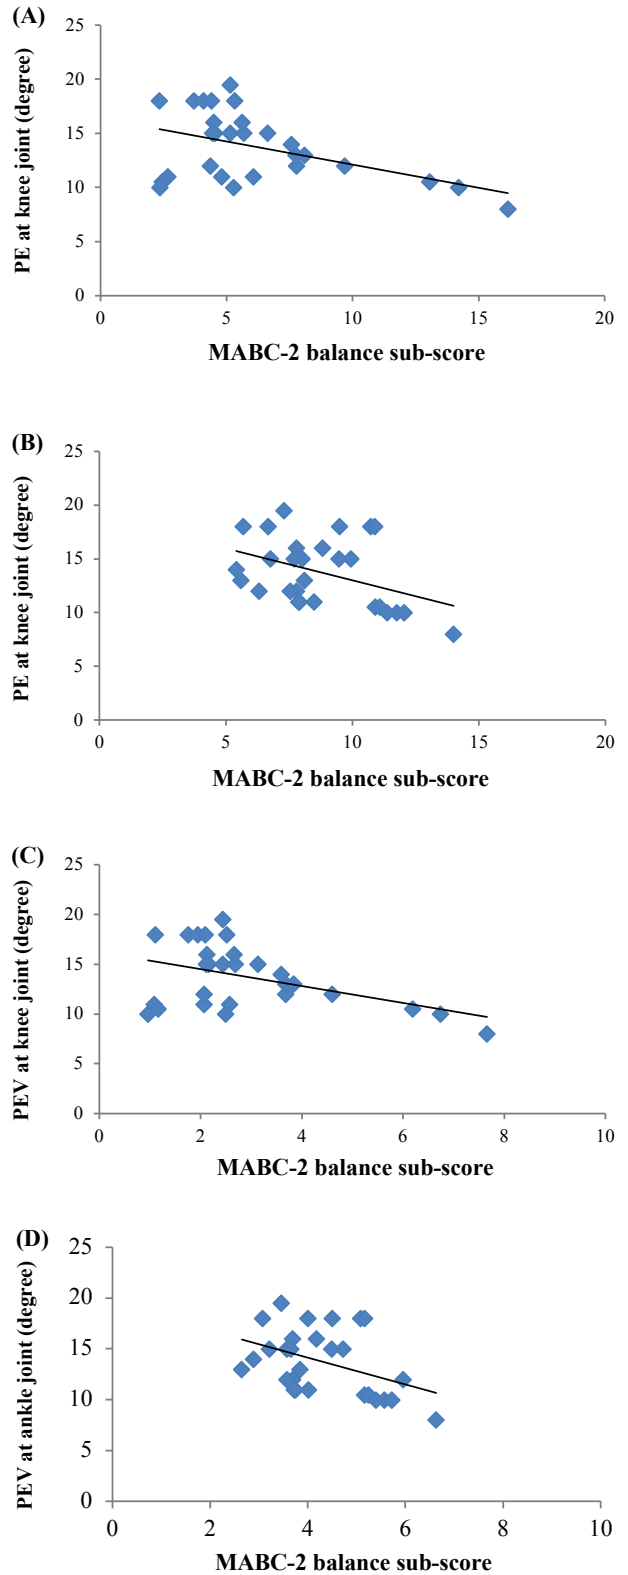 (A)
PE at knee joint (degree)
25
20
15
10
5
0
0 5 10 15 20
MABC-2 balance sub-score
(B)
PE at knee joint (degree)
25
20
15
10
5
0
0 5 10 15 20
MABC-2 balance sub-score
(C)
PEV at knee joint (degree)
25
20
15
10
5
0
0 2 4 6 8 10
MABC-2 balance sub-score
(D)
PEV at ankle joint (degree)
25
20
15
10
5
0
0 2 4 6 8 10
MABC-2 balance sub-score